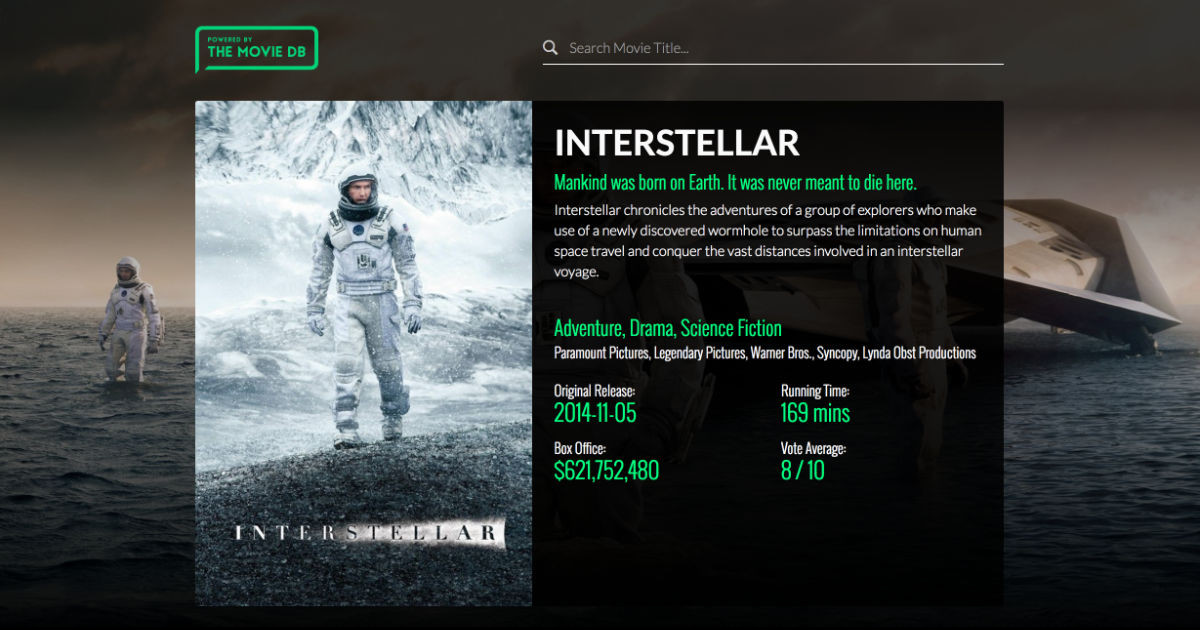 POWERED BY
THE MOVIE DB
Search Movie Title...
INTERSTELLAR
Mankind was born on Earth. It was never meant to die here.
Interstellar chronicles the adventures of a group of explorers who make
use of a newly discovered wormhole to surpass the limitations on human
space travel and conquer the vast distances involved in an interstellar
voyage.
Adventure, Drama, Science Fiction
Paramount Pictures, Legendary Pictures, Warner Bros., Syncopy, Lynda Obst Productions
Original Release:
2014-11-05
Running Time:
169 mins
Box Office:
$621,752,480
Vote Average:
8 / 10
INTERSTELLAR